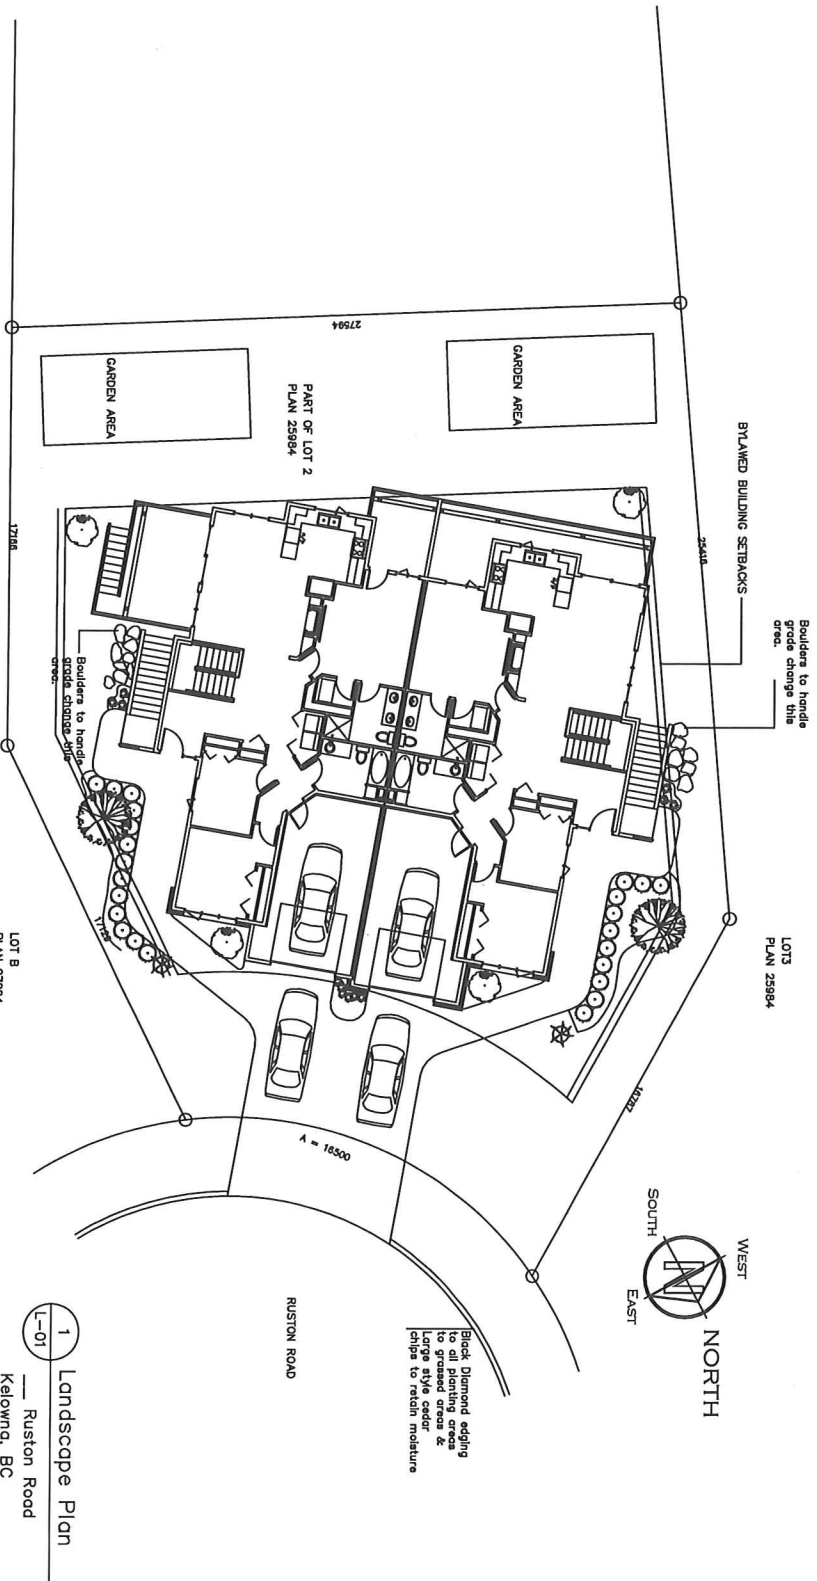 27594
GARDEN AREA
GARDEN AREA
PART OF LOT 2
PLAN 25984
BYLAWED BUILDING SETBACKS
25416
17166
Boulders to handle
grade change this
area.
Boulders to handle
grade change this
area.
LOT3
PLAN 25984
LOT B
17129
16787
A = 16500
WEST
SOUTH
N
EAST
NORTH
RUSTON ROAD
Black Diamond edging
to all planting areas
to grassed areas &
Large style cedar
chips to retain moisture
1
L-01
Landscape Plan
Ruston Road
Kelowna, BC